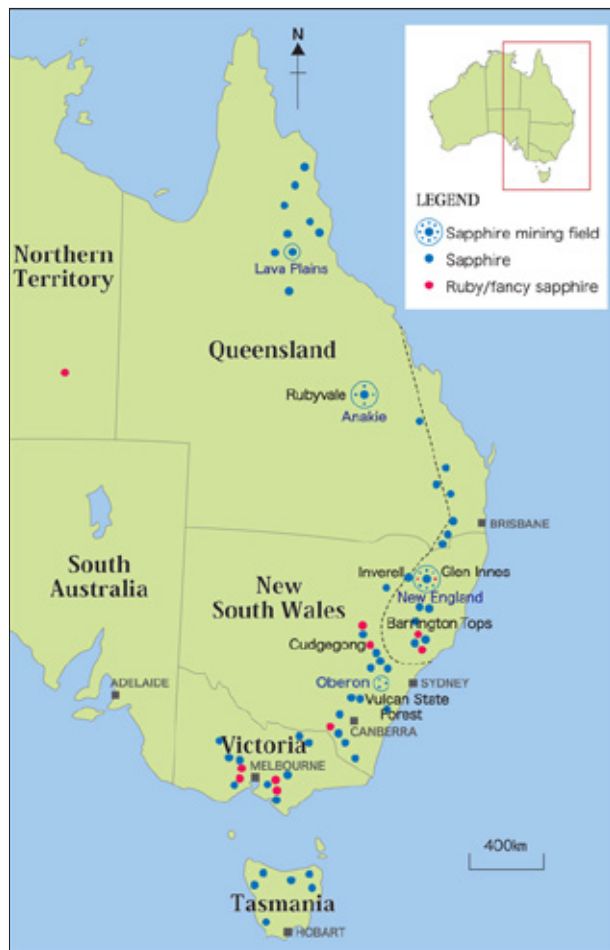 N
LEGEND
Sapphire mining field
Sapphire
Ruby/fancy sapphire
Northern
Territory
Lava Plains
Queensland
Rubyvale
Anakie
BRISBANE
South
Australia
Inverell
Glen Innes
New England
New
South Wales
Barrington Tops
Cudgegong
ADELAIDE
Oberon
SYDNEY
Vulcan State
Forest
CANBERRA
Victoria
MELBOURNE
400km
Tasmania
HOBART